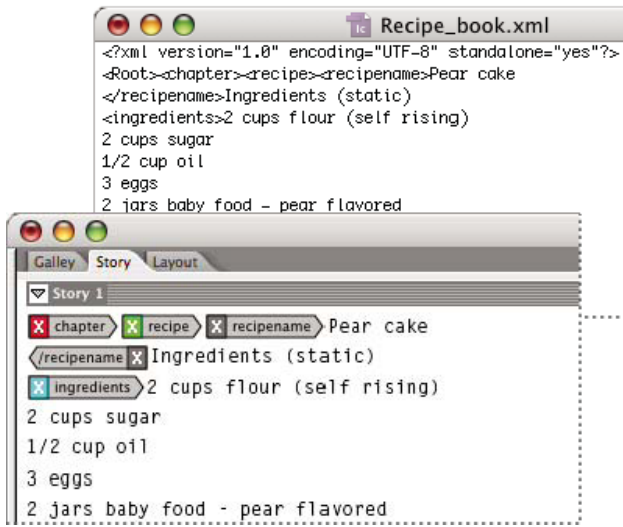 Recipe_book.xml
<?xml version="1.0" encoding="UTF-8" standalone="yes"?>
<Root><chapter><recipe><recipename>Pear cake
</recipename>Ingredients (static)
<ingredients>2 cups flour (self rising)
2 cups sugar
1/2 cup oil
3 eggs
2 jars baby food – pear flavored
Galley Story Layout
Story 1
X chapter X recipe X recipename Pear cake
/recipename X Ingredients (static)
X ingredients 2 cups flour (self rising)
2 cups sugar
1/2 cup oil
3 eggs
2 jars baby food - pear flavored